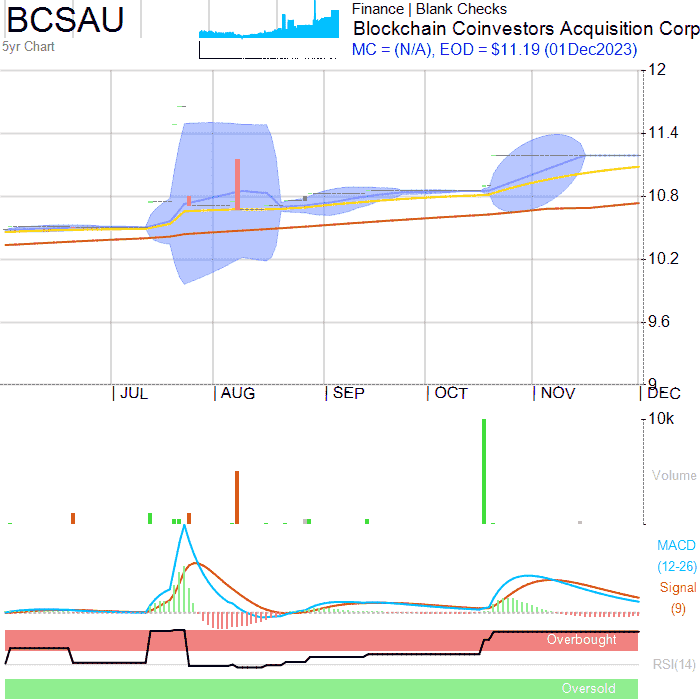 BCSAU
5yr Chart
Finance | Blank Checks
Blockchain Coinvestors Acquisition Corp
MC = (N/A), EOD = $11.19 (01Dec2023)
12
11.4
10.8
10.2
9.6
9
JUL AUG SEP OCT NOV DEC
10k
Volume
MACD
(12-26)
Signal
(9)
Overbought
RSI(14)
Oversold